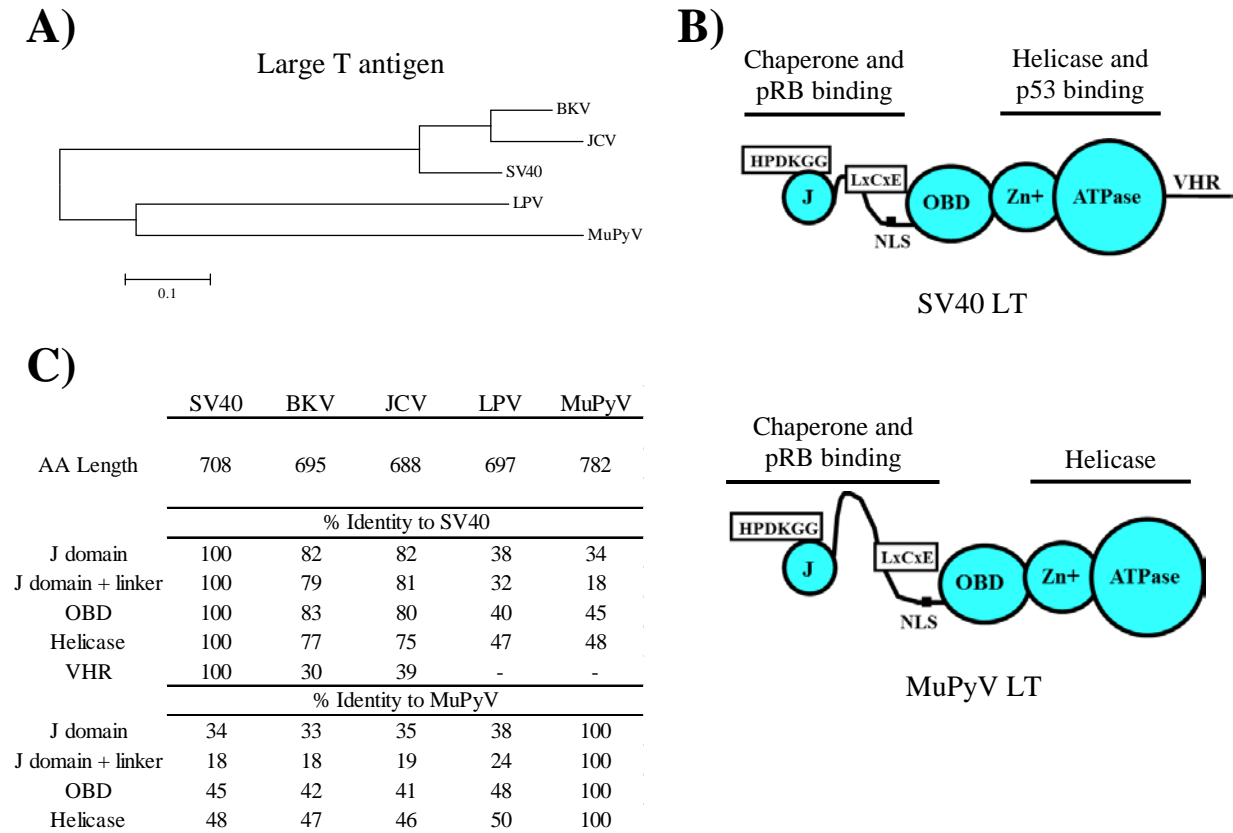 A)
Large T antigen
BKV
JCV
SV40
LPV
MuPyV
0.1
B)
Chaperone and
pRB binding
Helicase and
p53 binding
HPDKGG
J
LxCxE
NLS
OBD
Zn+
ATPase
VHR
SV40 LT
Chaperone and
pRB binding
Helicase
HPDKGG
J
LxCxE
NLS
OBD
Zn+
ATPase
MuPyV LT
C)
SV40 BKV JCV LPV MuPyV
AA Length 708 695 688 697 782
% Identity to SV40
J domain 100 82 82 38 34
J domain + linker 100 79 81 32 18
OBD 100 83 80 40 45
Helicase 100 77 75 47 48
VHR 100 30 39 - -
% Identity to MuPyV
J domain 34 33 35 38 100
J domain + linker 18 18 19 24 100
OBD 45 42 41 48 100
Helicase 48 47 46 50 100